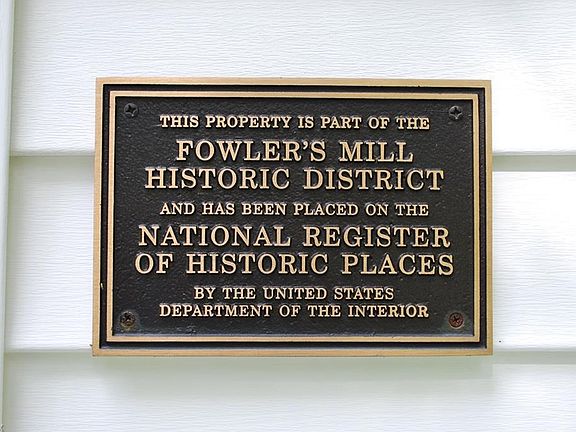 THIS PROPERTY IS PART OF THE
FOWLER'S MILL
HISTORIC DISTRICT
AND HAS BEEN PLACED ON THE
NATIONAL REGISTER
OF HISTORIC PLACES
BY THE UNITED STATES
DEPARTMENT OF THE INTERIOR